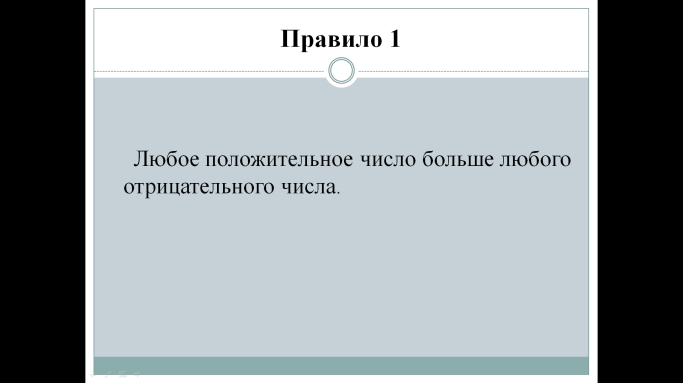 Правило 1
Любое положительное число больше любого
отрицательного числа.